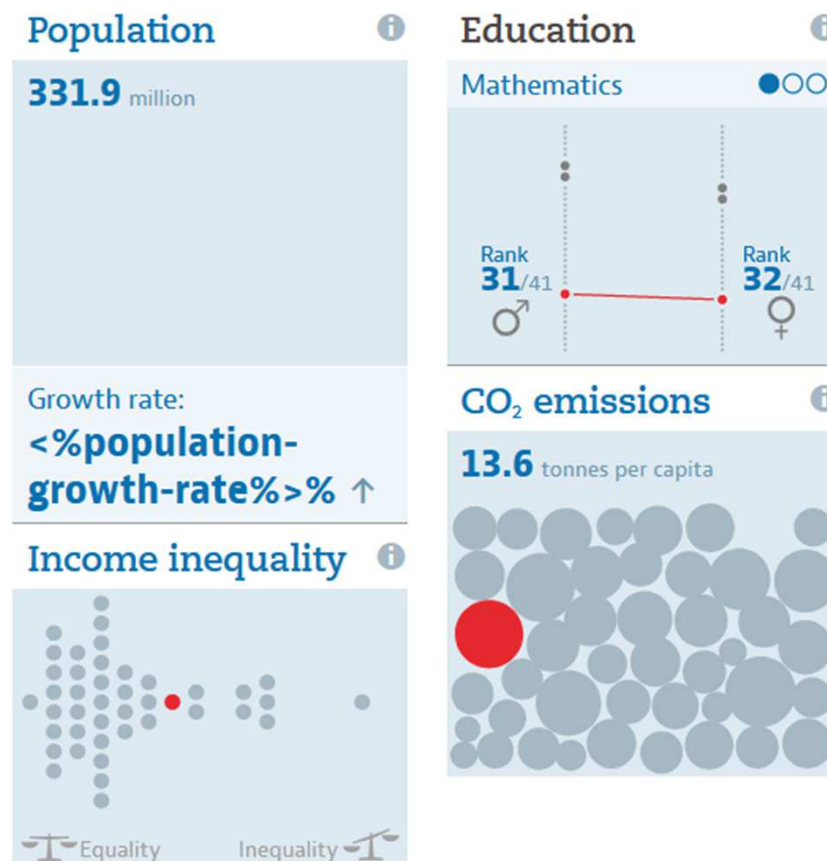 Population
331.9 million
Growth rate:
<%population-
growth-rate%>% ↑
Income inequality
Equality
Inequality
Education
Mathematics
Rank
31/41
Rank
32/41
CO₂ emissions
13.6 tonnes per capita